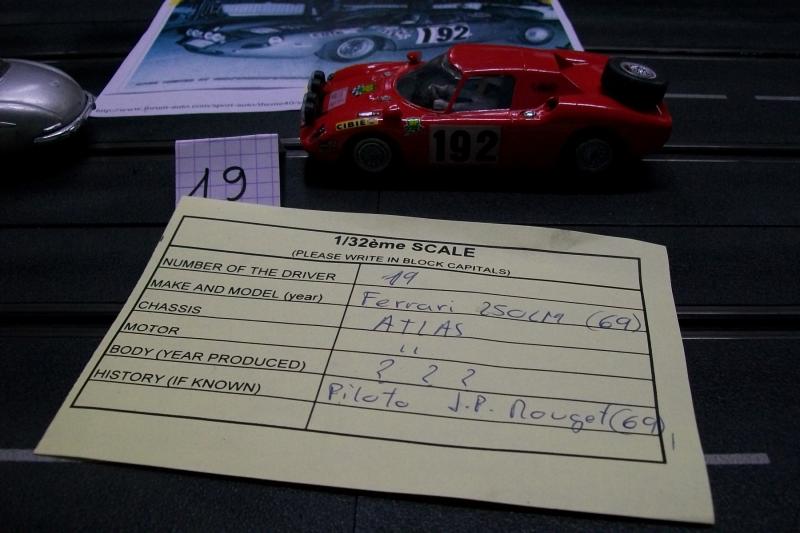 192
http://www.forum-auto.com/sport-auto/theme40/
CIBIE
192
19
1/32ème SCALE
(PLEASE WRITE IN BLOCK CAPITALS)
NUMBER OF THE DRIVER 19
MAKE AND MODEL (year) Ferrari 250LM (69)
CHASSIS ATLAS
MOTOR "
BODY (YEAR PRODUCED) ? ? ?
HISTORY (IF KNOWN) Piloto J.P. Rouget (69)